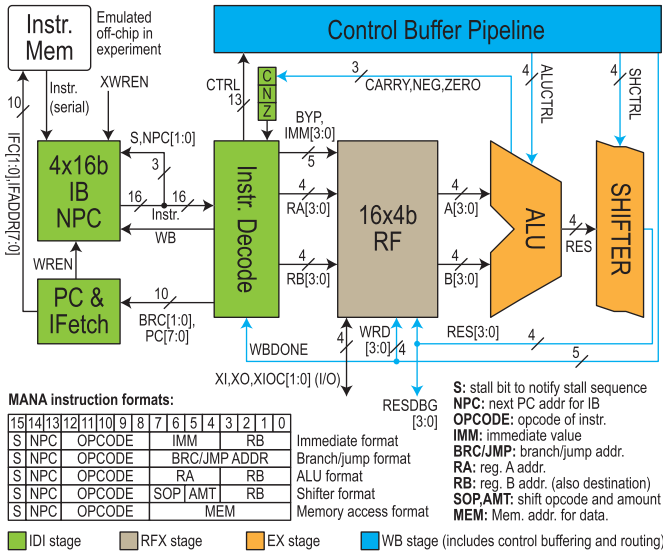 Instr.
Mem
Emulated
off-chip in
experiment
Control Buffer Pipeline
10
Instr.
(serial)
XWREN
IFC[1:0],IFADDR[7:0]
CTRL
13
C
N
Z
3
CARRY,NEG,ZERO
4
ALUCTRL
4
SHCTRL
S,NPC[1:0]
3
BYP,
IMM[3:0]
5
4x16b
IB
NPC
16
16
Instr.
WB
Instr. Decode
4
RA[3:0]
4
RB[3:0]
16x4b
RF
4
A[3:0]
4
B[3:0]
ALU
4
RES
SHIFTER
WREN
PC &
IFetch
10
BRC[1:0],
PC[7:0]
WBDONE
4
WRD
[3:0]
4
RES[3:0]
4
5
XI,XO,XIOC[1:0] (I/O)
RESDBG
[3:0]
MANA instruction formats:
15 14 13 12 11 10 9 8 7 6 5 4 3 2 1 0
S NPC OPCODE IMM RB Immediate format
S NPC OPCODE BRC/JMP ADDR Branch/jump format
S NPC OPCODE RA RB ALU format
S NPC OPCODE SOP AMT RB Shifter format
S NPC OPCODE MEM Memory access format
S: stall bit to notify stall sequence
NPC: next PC addr for IB
OPCODE: opcode of instr.
IMM: immediate value
BRC/JMP: branch/jump addr.
RA: reg. A addr.
RB: reg. B addr. (also destination)
SOP,AMT: shift opcode and amount
MEM: Mem. addr. for data.
IDI stage
RFX stage
EX stage
WB stage (includes control buffering and routing)